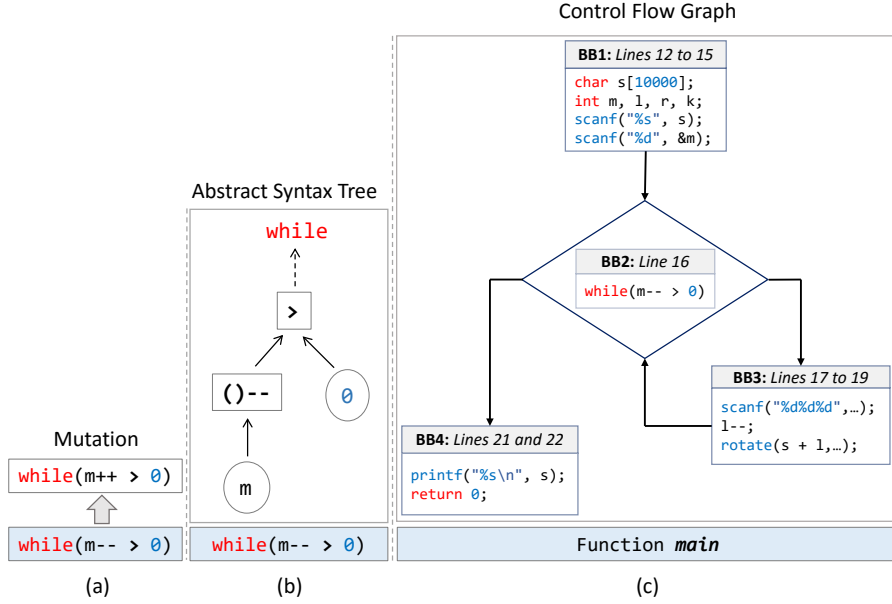 Control Flow Graph
BB1: Lines 12 to 15
char s[10000];
int m, l, r, k;
scanf("%s", s);
scanf("%d", &m);
Abstract Syntax Tree
while
>
()--
0
m
BB2: Line 16
while(m-- > 0)
BB3: Lines 17 to 19
scanf("%d%d%d",…);
l--;
rotate(s + l,…);
BB4: Lines 21 and 22
printf("%s\n", s);
return 0;
Mutation
while(m++ > 0)
while(m-- > 0)
while(m-- > 0)
Function main
(a)
(b)
(c)